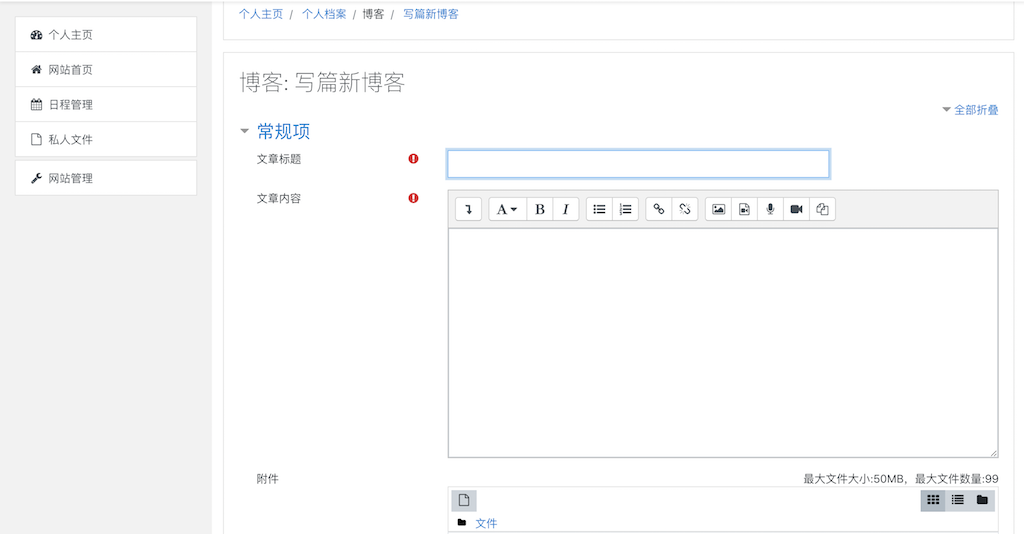 个人主页 / 个人档案 / 博客 / 写篇新博客
个人主页
网站首页
日程管理
私人文件
网站管理
博客: 写篇新博客
全部折叠
常规项
文章标题
文章内容
A B I
附件
最大文件大小:50MB，最大文件数量:99
文件